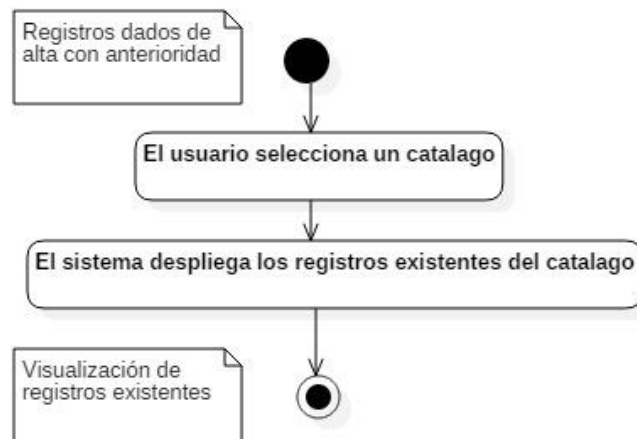 Registros dados de
alta con anterioridad
El usuario selecciona un catalago
El sistema despliega los registros existentes del catalago
Visualización de
registros existentes